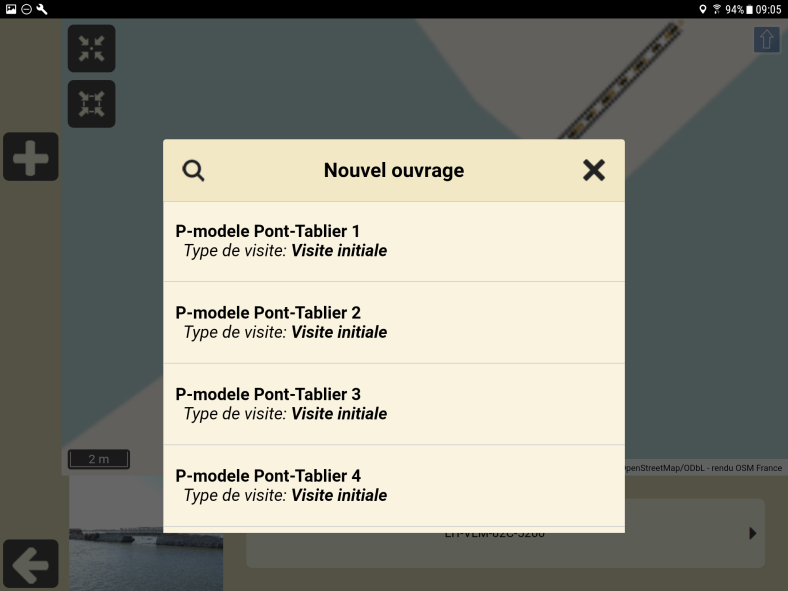 94% 09:05
Nouvel ouvrage
P-modele Pont-Tablier 1
Type de visite: Visite initiale
P-modele Pont-Tablier 2
Type de visite: Visite initiale
P-modele Pont-Tablier 3
Type de visite: Visite initiale
P-modele Pont-Tablier 4
Type de visite: Visite initiale
2 m
penStreetMap/ODbL - rendu OSM France